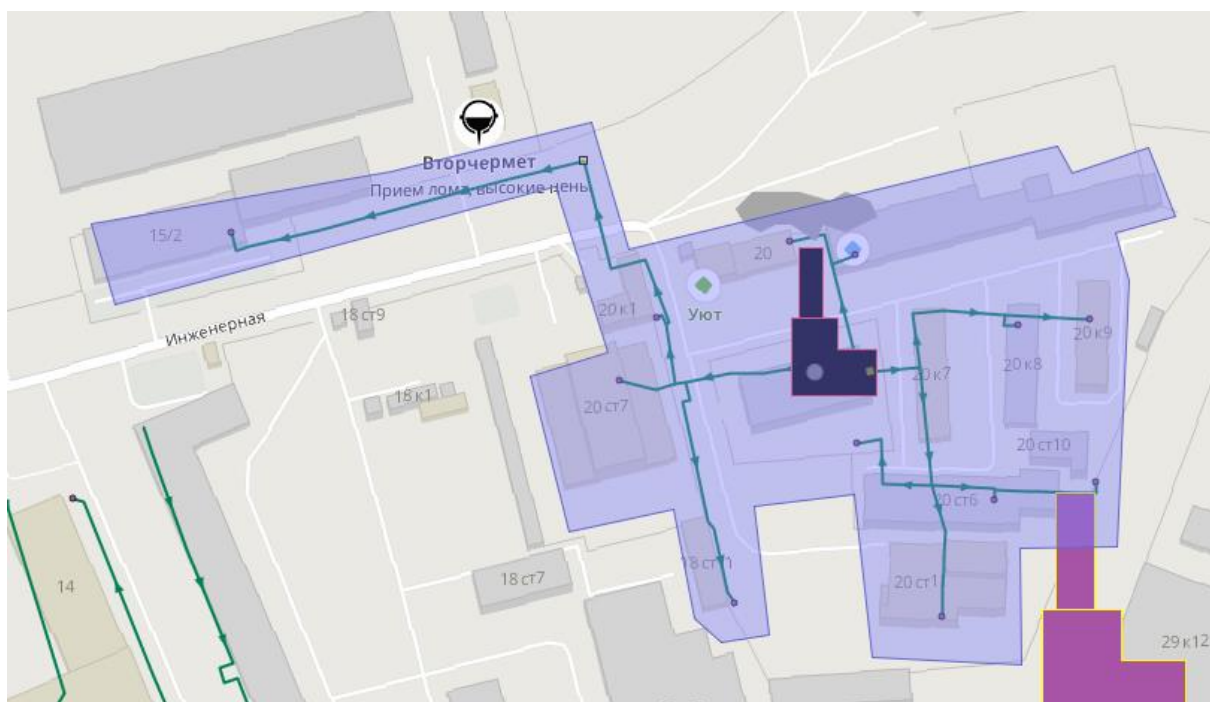 Вторчермет
Прием лома, высокие цены
15/2
20
Инженерная
18 ст9
20 к1
Уют
20 к9
20 к8
20 к7
18 к1
20 ст7
20 ст10
20 ст6
14
18 ст7
18 ст11
20 ст1
29 к12